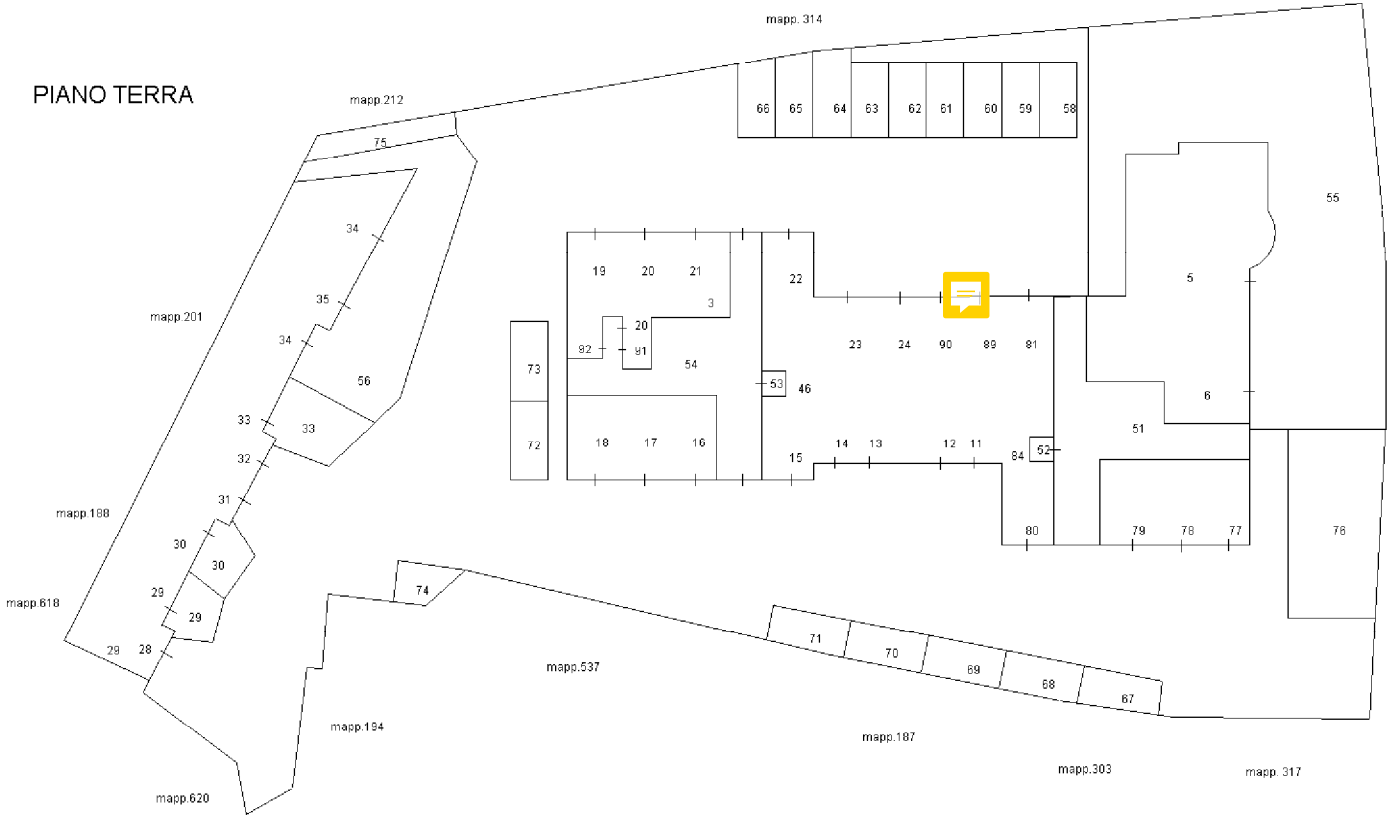 mapp. 314
PIANO TERRA
mapp.212
66 65 64 63 62 61 60 59 58
75
55
34
19 20 21 22 5
35 3
mapp.201
34 20
92 91 23 24 90 89 81
54
73 53 46
56 6
33 33 51
72 18 17 16 14 13 12 11
32 15 84 52
31
mapp.188
30 80 79 78 77 76
30
74
mapp.618 29
29
29 28
71
70
mapp.537 69
68
67
mapp.194
mapp.187
mapp.303 mapp. 317
mapp.620